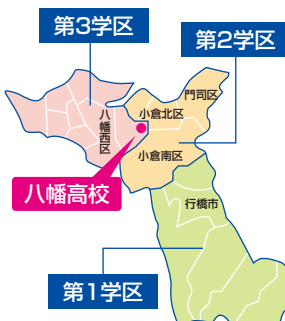 第3学区
第2学区
門司区
小倉北区
八幡西区
小倉南区
八幡高校
行橋市
第1学区